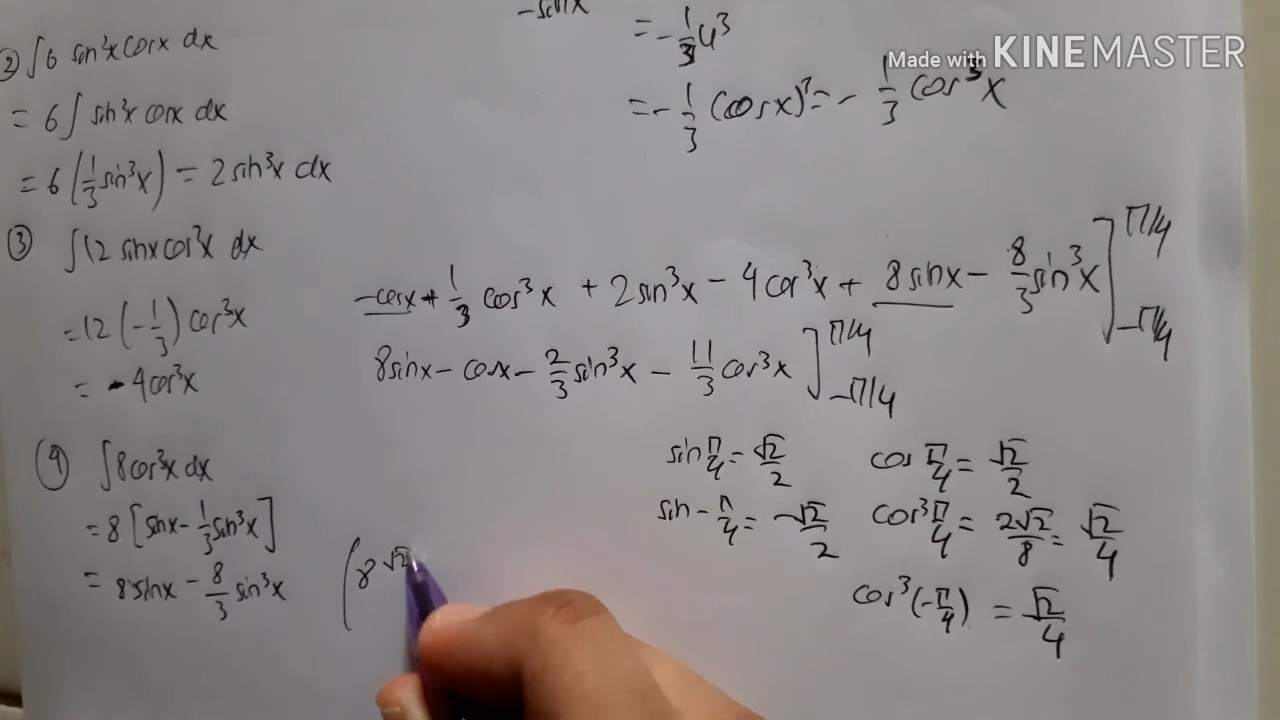 ② ∫6 sin²x cosx dx
= 6 ∫ sin²x cosx dx
= 6 (1/3 sin³x) = 2 sin³x dx
③ ∫12 sinx cos²x dx
= 12 (-1/3) cos³x
= -4cos³x
④ ∫8cos³x dx
= 8 [sinx - 1/3 sin³x]
= 8sinx - 8/3 sin³x
-sinx
= -1/3 u³
= -1/3 (cosx)³ = - 1/3 cos³x
Made with KINEMASTER
-cosx + 1/3 cos³x + 2sin³x - 4cos³x + 8sinx - 8/3 sin³x ] π/4 -π/4
8sinx - cosx - 2/3 sin³x - 11/3 cos³x ] π/4 -π/4
sin π/4 = √2/2 cos π/4 = √2/2
sin -π/4 = -√2/2 cos³ π/4 = 2√2/8 = √2/4
cos³(-π/4) = √2/4
(8 √2